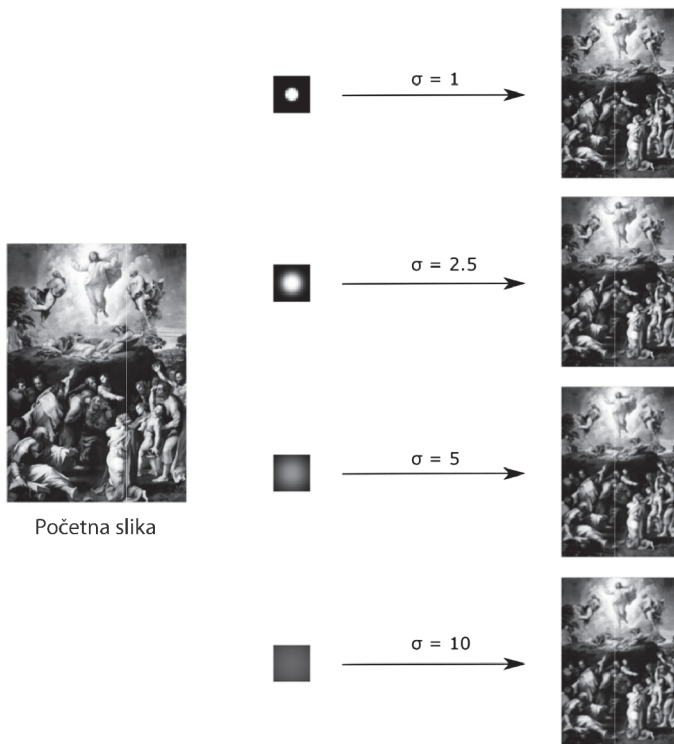 σ = 1
σ = 2.5
Početna slika
σ = 5
σ = 10